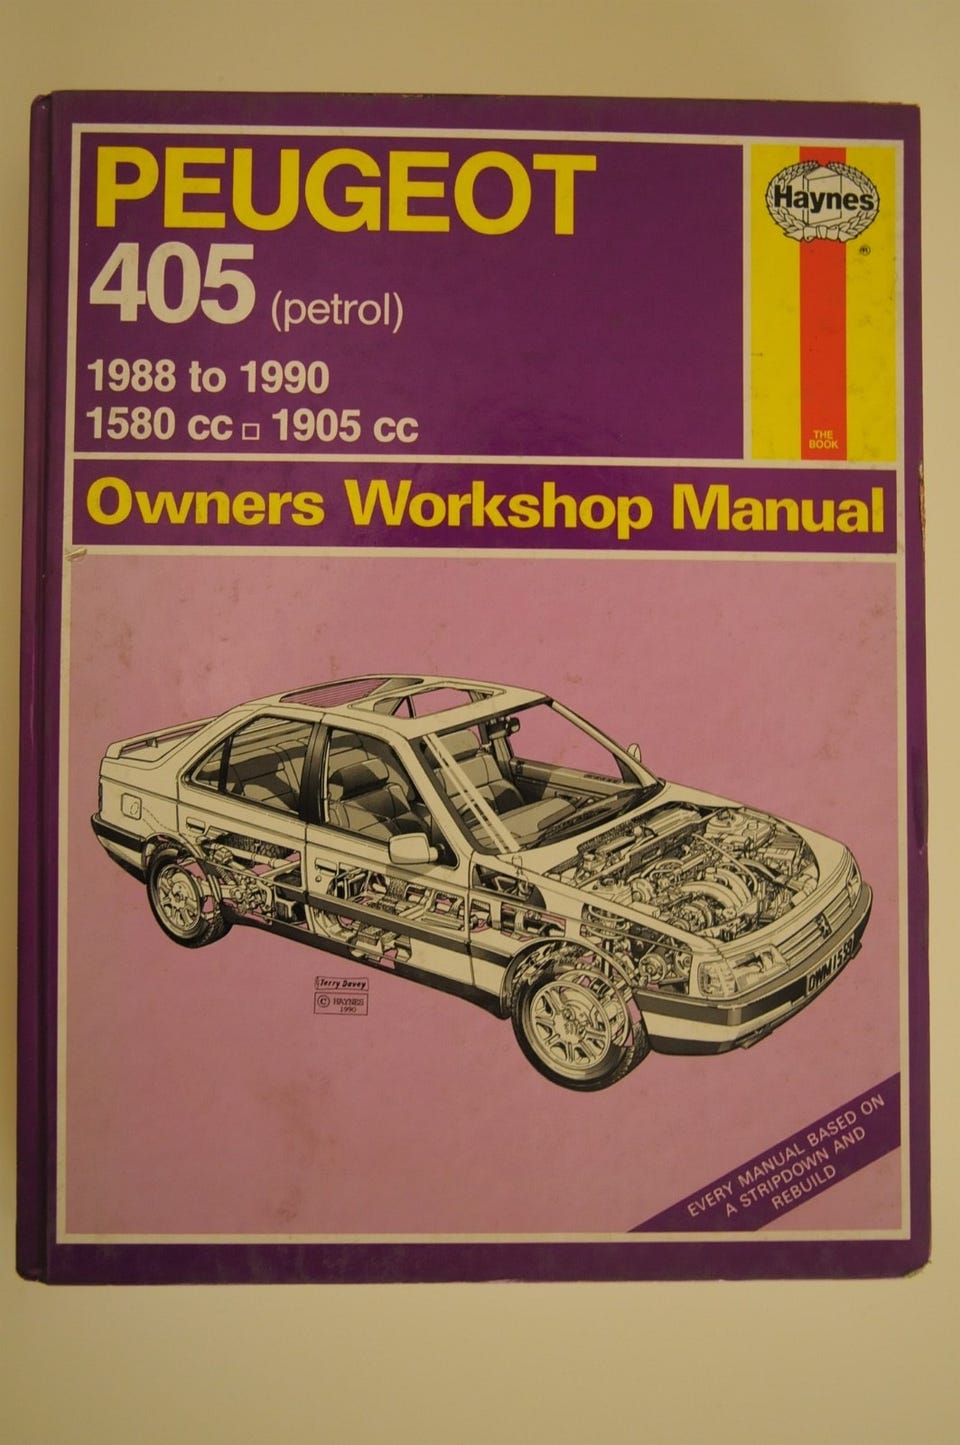 PEUGEOT
405 (petrol)
1988 to 1990
1580 cc □ 1905 cc
Haynes
®
THE
BOOK
Owners Workshop Manual
Terry Davey
© HAYNES
1990
EVERY MANUAL BASED ON
A STRIPDOWN AND
REBUILD